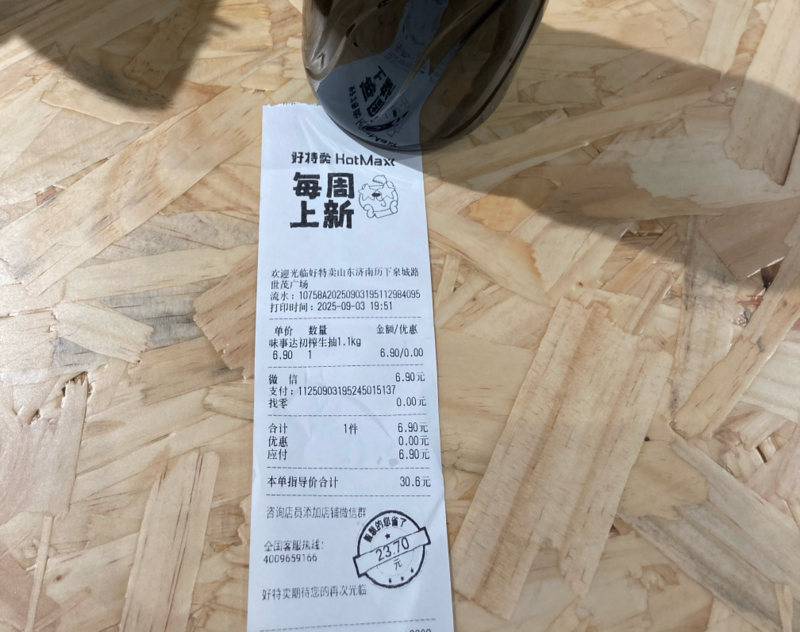 好特卖 HotMaxx
每周
上新
欢迎光临好特卖山东济南历下泉城路
世茂广场
流水：10758A20250903195112984095
打印时间：2025-09-03 19:51
单价 数量 金额/优惠
味事达初榨生抽1.1kg
6.90 1 6.90/0.00
微 信 6.90元
支付：11250903195245015137
找零 0.00元
合计 1件 6.90元
优惠 0.00元
应付 6.90元
本单指导价合计 30.6元
咨询店员添加店铺微信群
全国客服热线：
4009659166
的您省了
23.70
元
好特卖期待您的再次光临